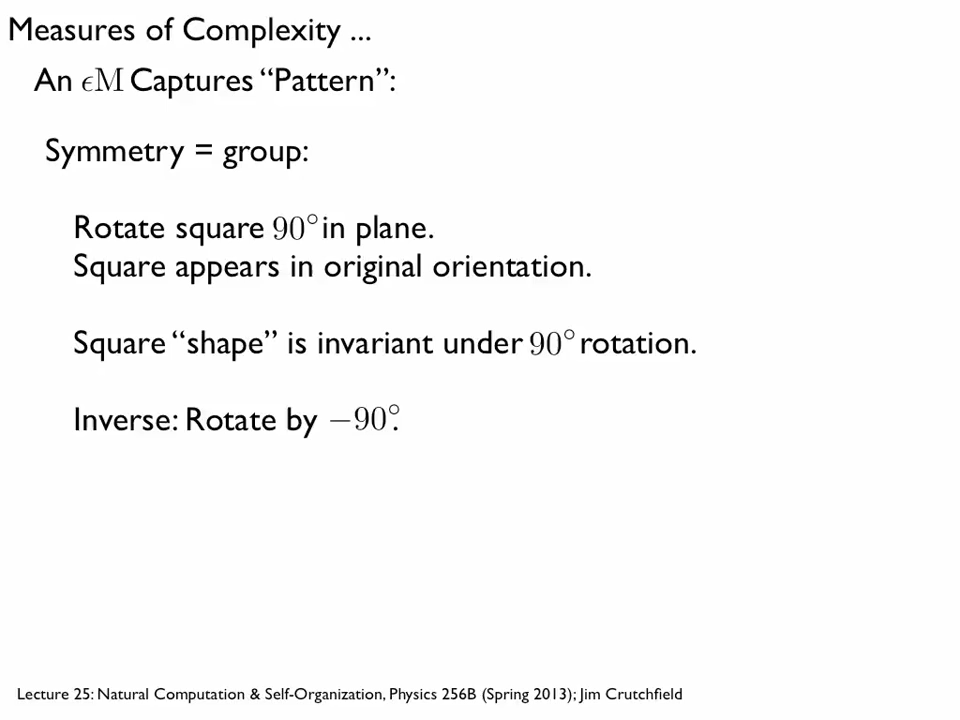 Measures of Complexity ...
An ϵM Captures “Pattern”:
Symmetry = group:
Rotate square 90° in plane.
Square appears in original orientation.
Square “shape” is invariant under 90° rotation.
Inverse: Rotate by −90°.
Lecture 25: Natural Computation & Self-Organization, Physics 256B (Spring 2013); Jim Crutchfield